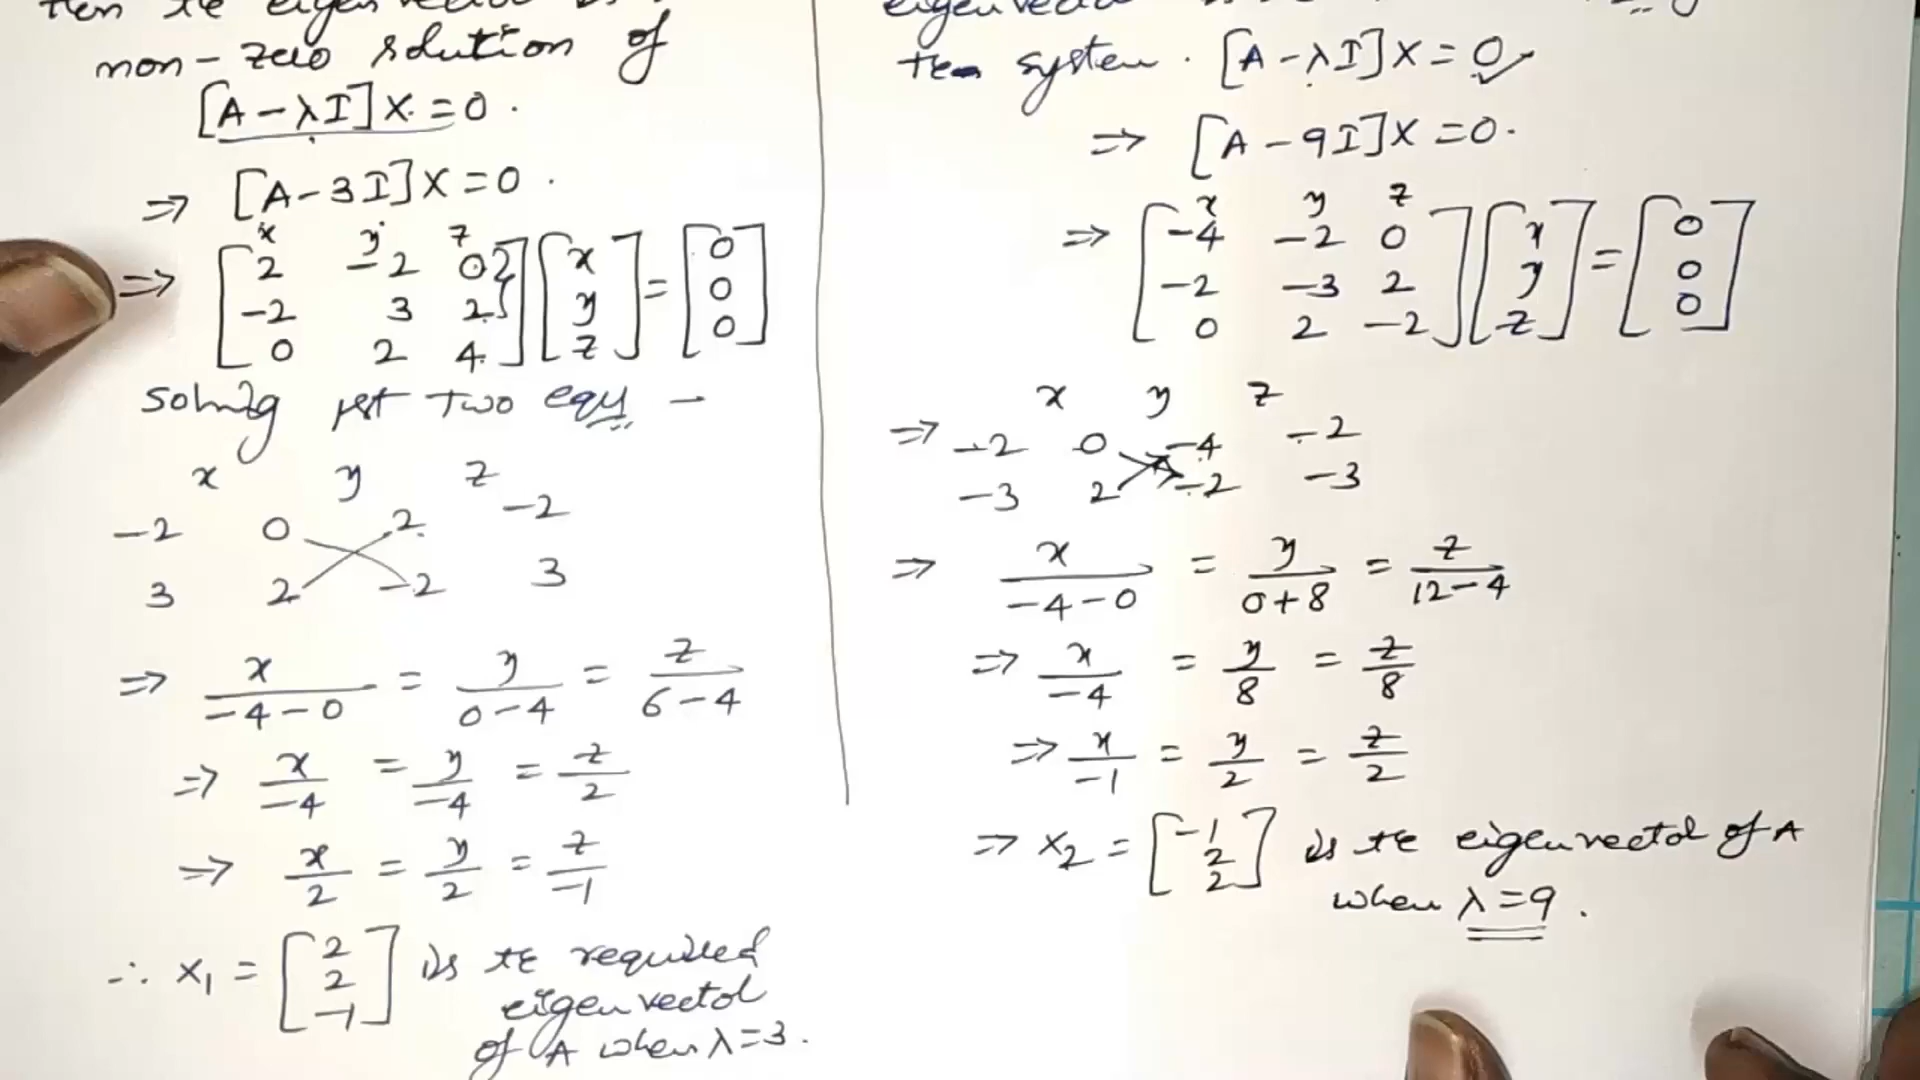 non-zero solution of
[A-λI]X=0.
⇒ [A-3I]X=0.
x y z
⇒ [2 -2 0] [x] = [0]
[-2 3 2] [y] [0]
[0 2 4] [z] [0]
solving first two equ -
x y z
-2 0 2 -2
3 2 -2 3
⇒ x/(-4-0) = y/(0-4) = z/(6-4)
⇒ x/-4 = y/-4 = z/2
⇒ x/2 = y/2 = z/-1
∴ x₁ = [2 2 -1] is the required
eigenvector
of A when λ=3.
eigenvector
the system. [A-λI]X=0
⇒ [A-9I]X=0.
x y z
⇒ [-4 -2 0] [x] = [0]
[-2 -3 2] [y] [0]
[0 2 -2] [z] [0]
x y z
⇒ -2 0 -4 -2
-3 2 -2 -3
⇒ x/(-4-0) = y/(0+8) = z/(12-4)
⇒ x/-4 = y/8 = z/8
⇒ x/-1 = y/2 = z/2
⇒ x₂ = [-1 2 2] is the eigenvector of A
when λ=9.